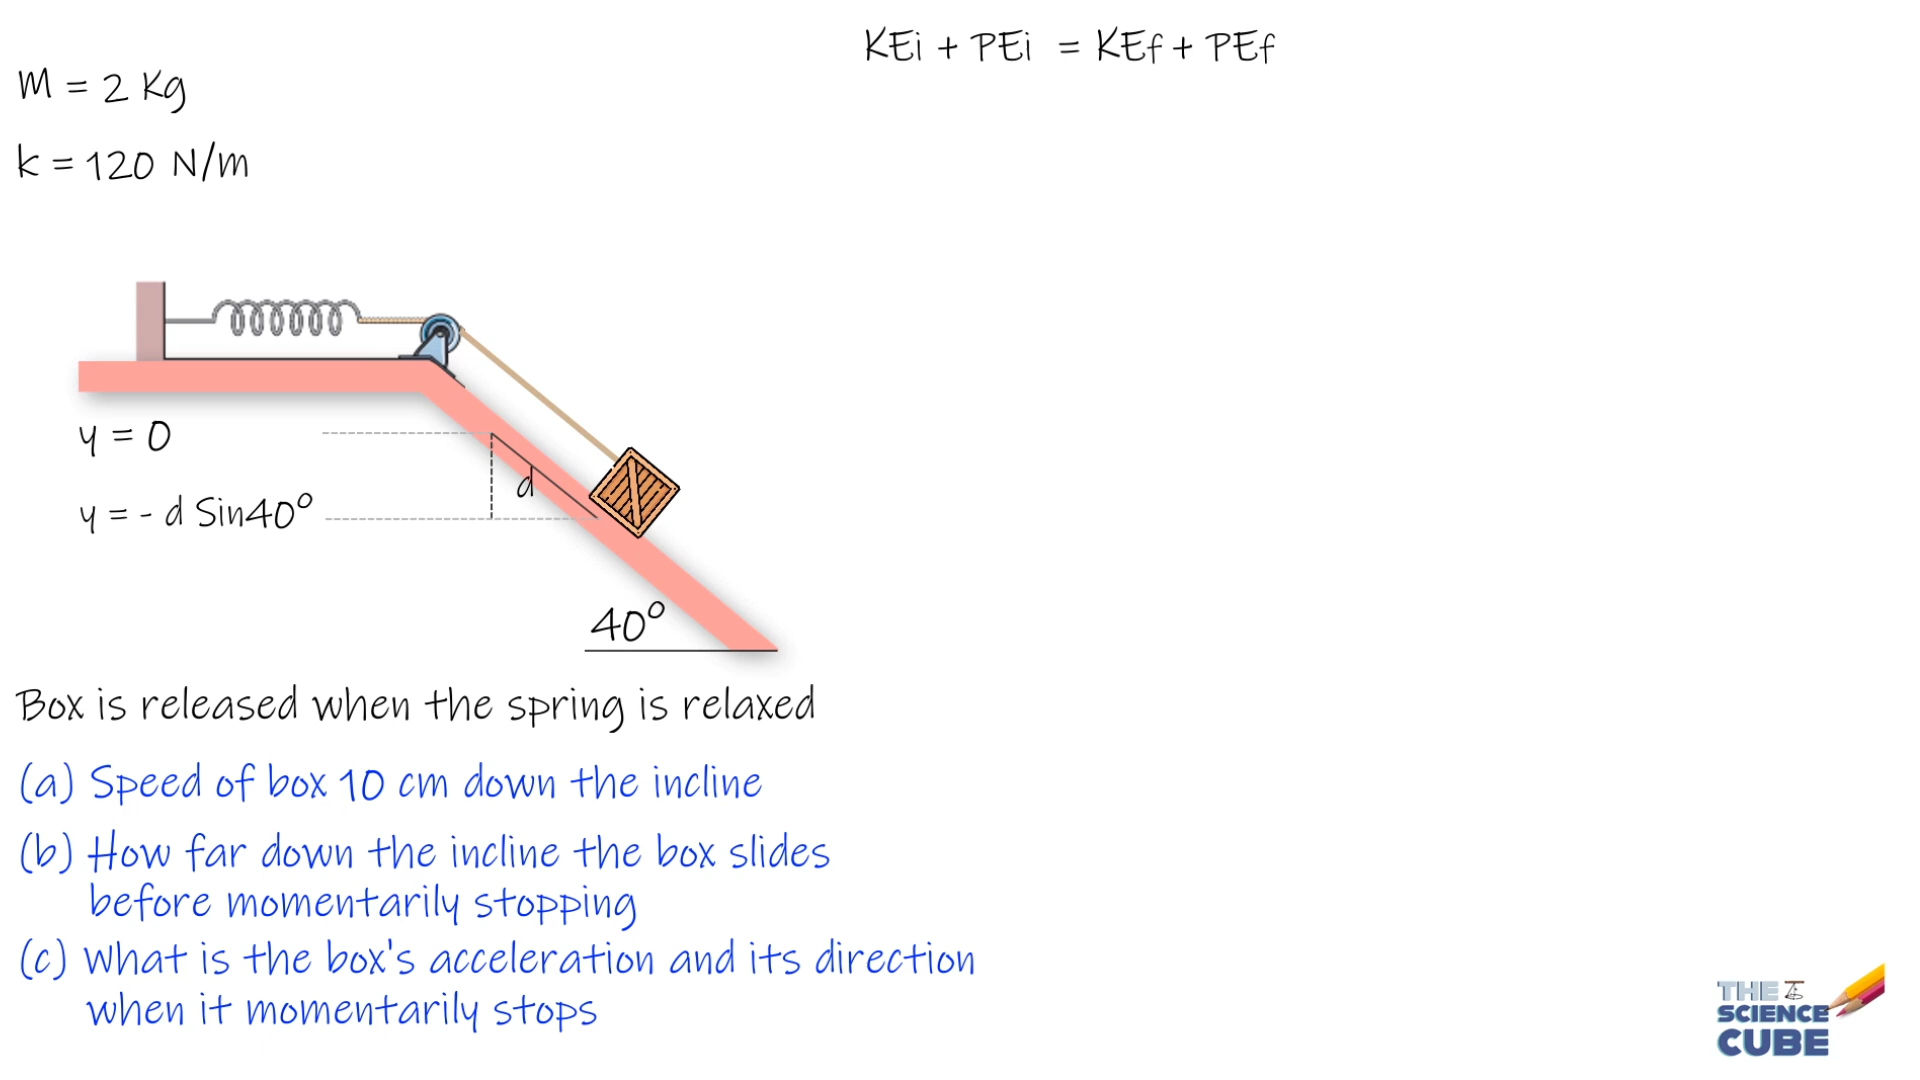 KEi + PEi = KEf + PEf
m = 2 Kg
k = 120 N/m
y = 0
d
y = - d Sin40°
40°
Box is released when the spring is relaxed
(a) Speed of box 10 cm down the incline
(b) How far down the incline the box slides
before momentarily stopping
(c) What is the box's acceleration and its direction
when it momentarily stops
THE
SCIENCE
CUBE